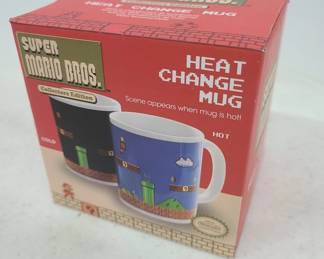 HEAT CHANGE MUG
SUPER
MARIO BROS.
Collectors Edition
HEAT
CHANGE
MUG
Scene appears when mug is hot!
COLD
HOT